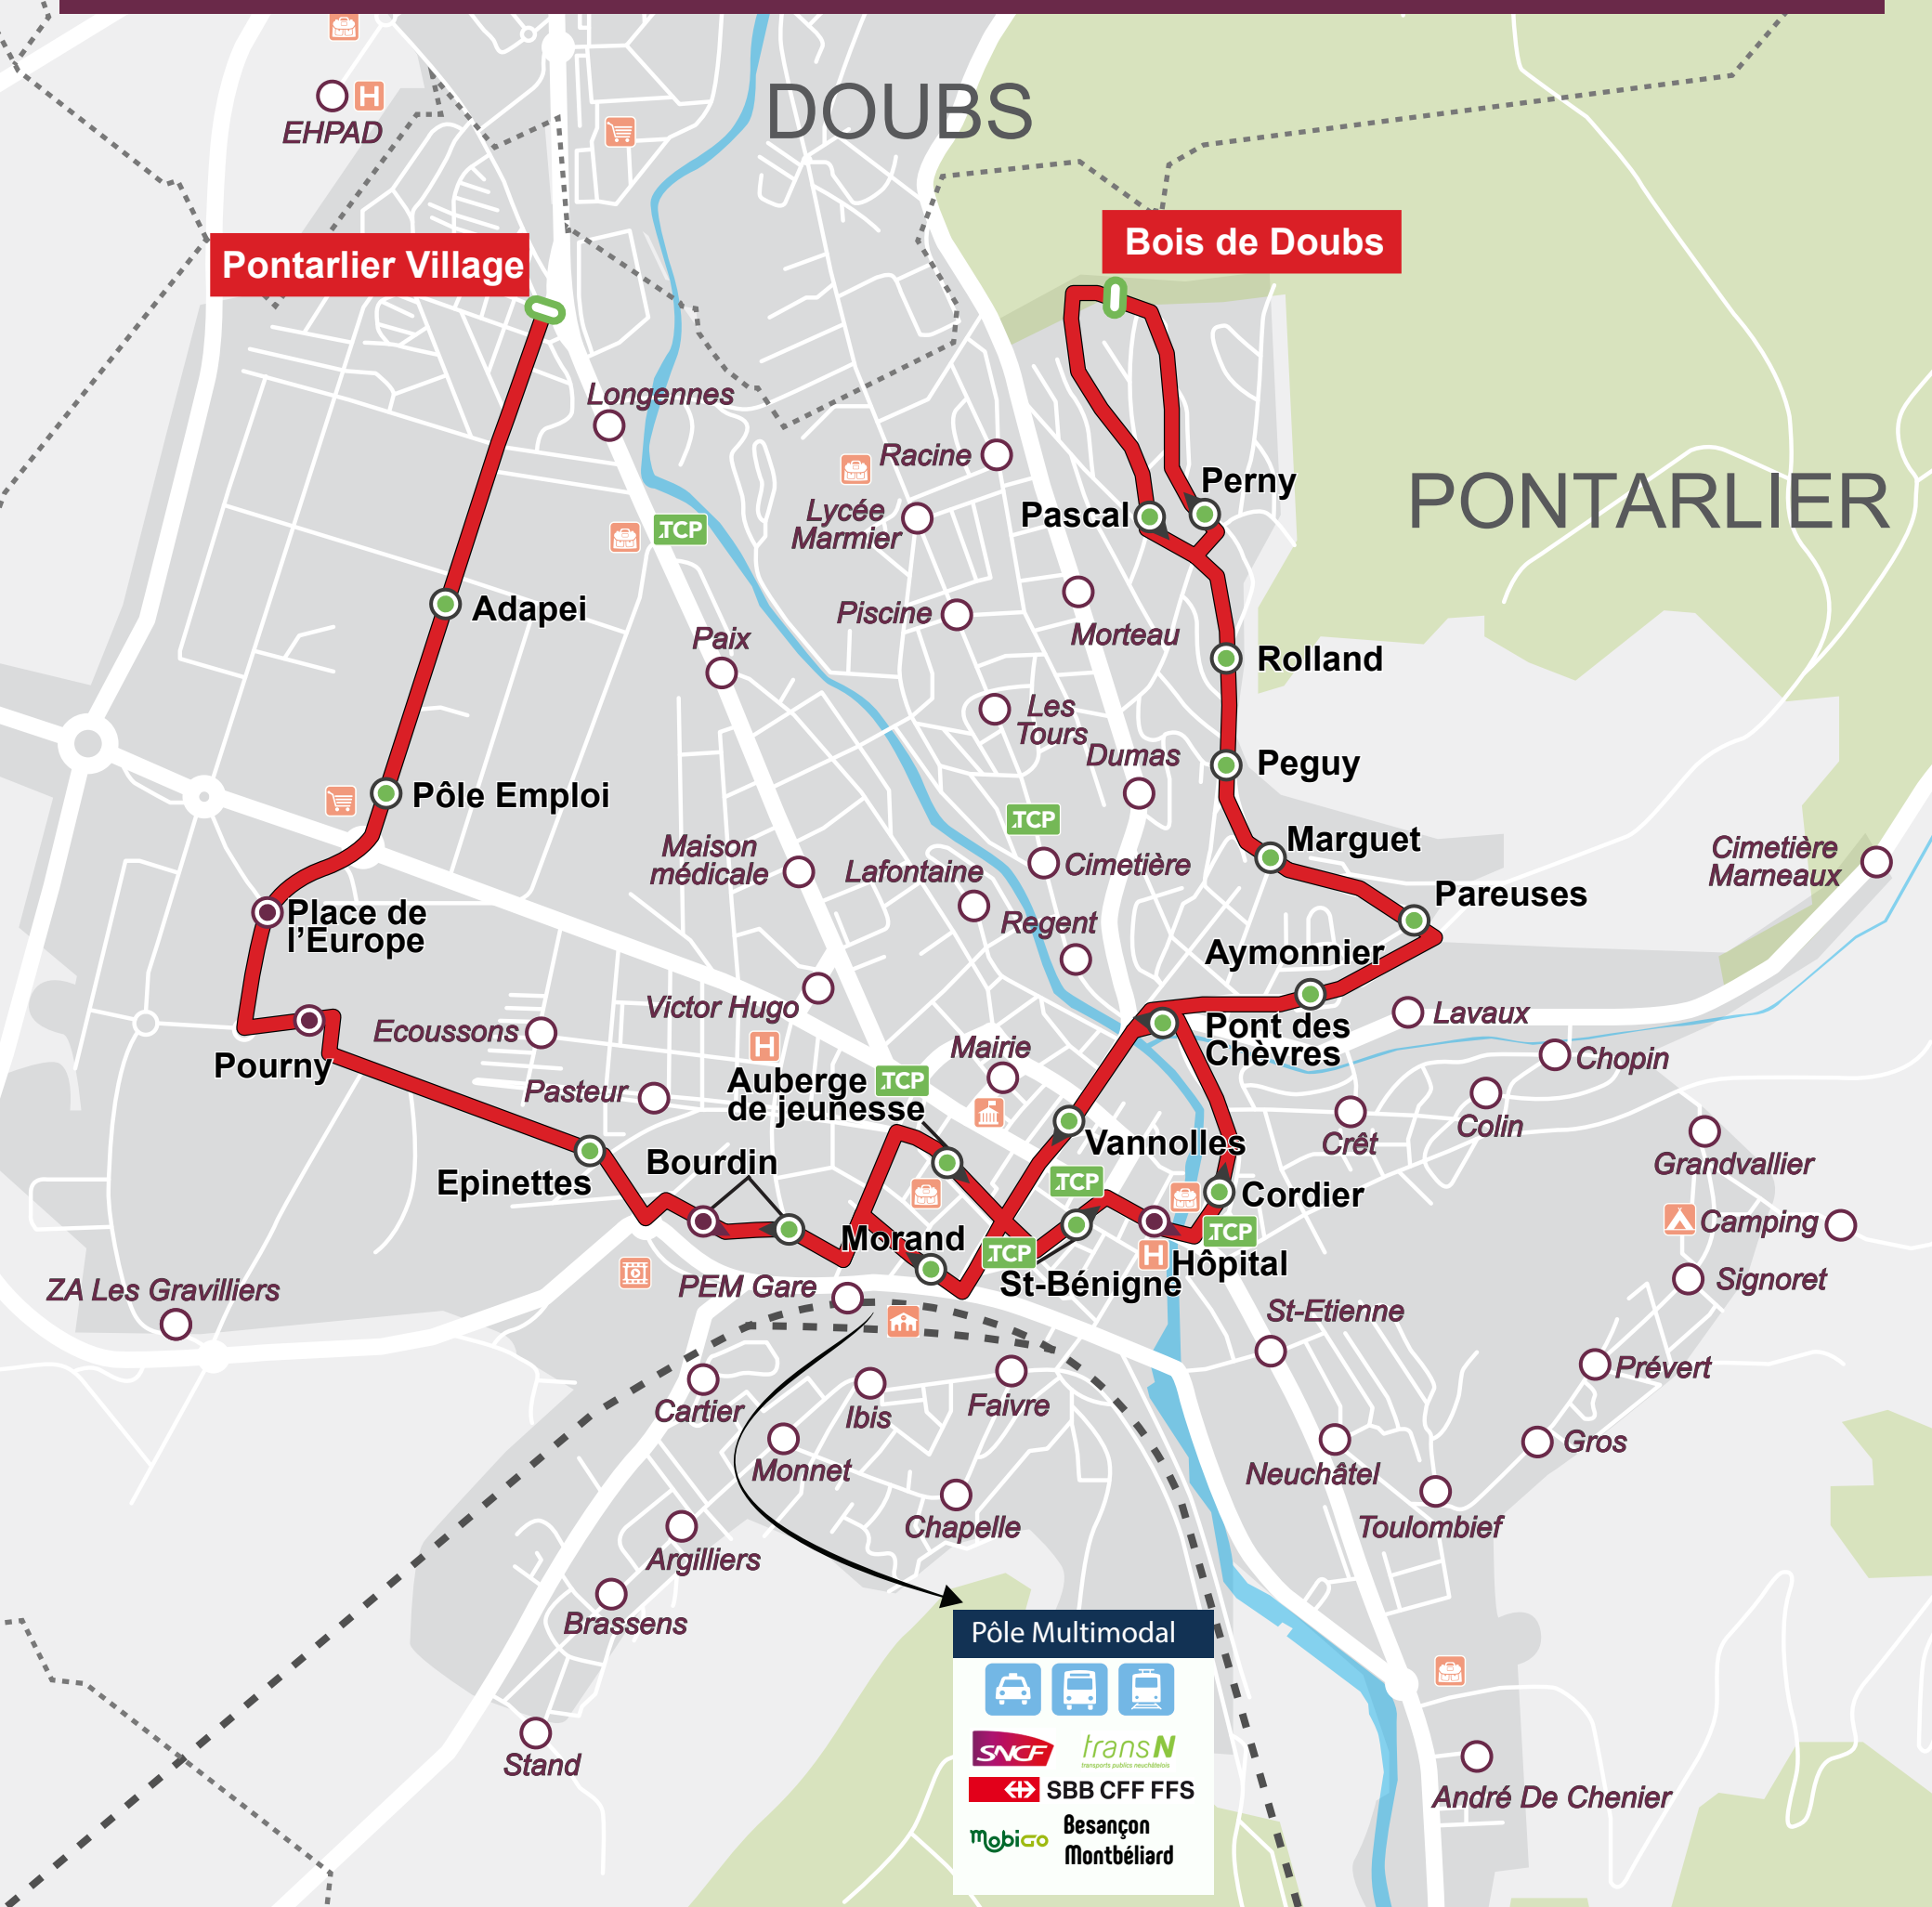 DOUBS
H
EHPAD
Bois de Doubs
Pontarlier Village
Longennes
Racine
PONTARLIER
Perny
Pascal
Lycée
Marmier
TCP
Adapei
Piscine
Morteau
Paix
Rolland
Les
Tours
Dumas
Peguy
Pôle Emploi
TCP
Marguet
Maison
médicale
Lafontaine
Cimetière
Cimetière
Marneaux
Pareuses
Place de
l'Europe
Regent
Aymonnier
Victor Hugo
Lavaux
Ecoussons
Pont des
Chèvres
H
Mairie
Chopin
Pourny
Auberge
de jeunesse
TCP
Pasteur
Vannolles
Crêt
Colin
Grandvallier
Epinettes
Bourdin
TCP
Cordier
Camping
Morand
TCP
St-Bénigne
TCP
H
Hôpital
Signoret
ZA Les Gravilliers
PEM Gare
St-Etienne
Prévert
Cartier
Ibis
Faivre
Monnet
Neuchâtel
Gros
Chapelle
Toulombief
Argilliers
Brassens
Stand
André De Chenier
Pôle Multimodal
SNCF
transN
transports publics neuchâtelois
SBB CFF FFS
mobiGO
Besançon
Montbéliard